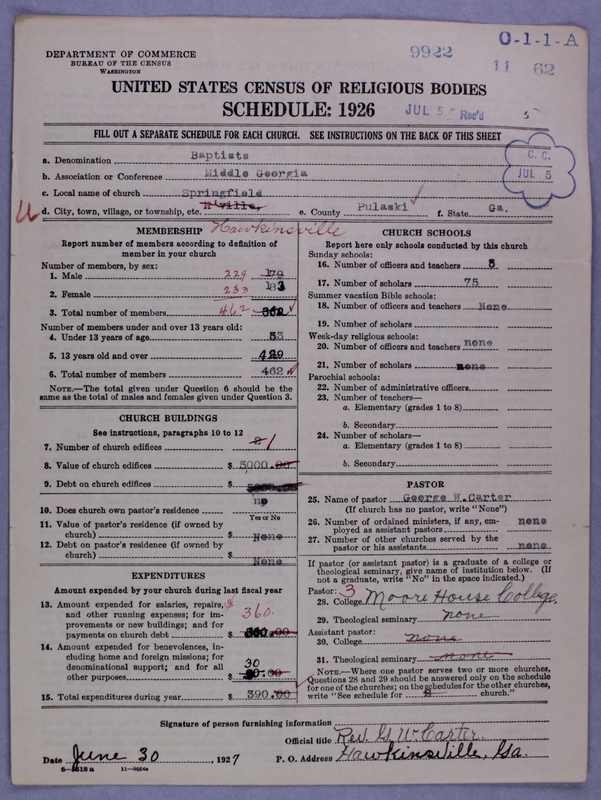 O-1-1-A
9922
11 62
DEPARTMENT OF COMMERCE
BUREAU OF THE CENSUS
WASHINGTON
UNITED STATES CENSUS OF RELIGIOUS BODIES
SCHEDULE: 1926
JUL 5 - Rec'd
5
FILL OUT A SEPARATE SCHEDULE FOR EACH CHURCH. SEE INSTRUCTIONS ON THE BACK OF THIS SHEET
C. C.
JUL 5
a. Denomination Baptists
b. Association or Conference Middle Georgia
c. Local name of church Springfield
d. City, town, village, or township, etc. H'ville, e. County Pulaski f. State Ga.
Hawkinsville
MEMBERSHIP
Report number of members according to definition of
member in your church
Number of members, by sex:
1. Male 229 179
2. Female 233 183
3. Total number of members 462 362
Number of members under and over 13 years old:
4. Under 13 years of age 33
5. 13 years old and over 429
6. Total number of members 462
NOTE.—The total given under Question 6 should be the
same as the total of males and females given under Question 3.
CHURCH BUILDINGS
See instructions, paragraphs 10 to 12
7. Number of church edifices 1
8. Value of church edifices $ 5000.00
9. Debt on church edifices $
10. Does church own pastor's residence no
Yes or No
11. Value of pastor's residence (if owned by
church) $ None
12. Debt on pastor's residence (if owned by
church) $ None
EXPENDITURES
Amount expended by your church during last fiscal year
13. Amount expended for salaries, repairs,
and other running expenses; for im-
provements or new buildings; and for
payments on church debt $ 360.00
$ 360.
14. Amount expended for benevolences, in-
cluding home and foreign missions; for
denominational support; and for all
other purposes $ 30
15. Total expenditures during year $ 390.00
CHURCH SCHOOLS
Report here only schools conducted by this church
Sunday schools:
16. Number of officers and teachers 5
17. Number of scholars 75
Summer vacation Bible schools:
18. Number of officers and teachers None
19. Number of scholars
Week-day religious schools:
20. Number of officers and teachers none
21. Number of scholars none
Parochial schools:
22. Number of administrative officers
23. Number of teachers—
a. Elementary (grades 1 to 8)
b. Secondary
24. Number of scholars—
a. Elementary (grades 1 to 8)
b. Secondary
PASTOR
25. Name of pastor George W. Carter
(If church has no pastor, write "None")
26. Number of ordained ministers, if any, em-
ployed as assistant pastors none
27. Number of other churches served by the
pastor or his assistants none
If pastor (or assistant pastor) is a graduate of a college or
theological seminary, give name of institution below. (If
not a graduate, write "No" in the space indicated.)
Pastor: 3
28. College Moore House College
29. Theological seminary none
Assistant pastor:
30. College none
31. Theological seminary none
NOTE.—Where one pastor serves two or more churches,
Questions 28 and 29 should be answered only on the schedule
for one of the churches; on the schedules for the other churches,
write "See schedule for church."
Signature of person furnishing information
Official title Rev. G. W. Carter.
Date June 30, 1927 P. O. Address Hawkinsville, Ga.